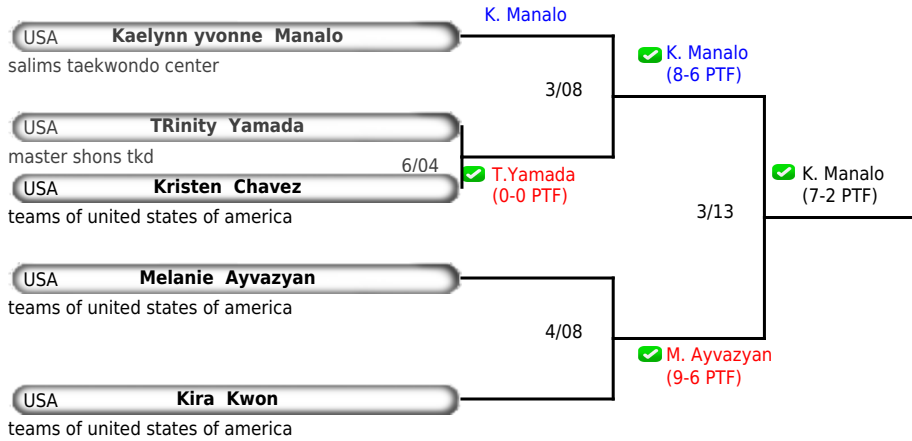 K. Manalo
USA Kaelynn yvonne Manalo
salims taekwondo center
K. Manalo
(8-6 PTF)
3/08
USA TRinity Yamada
master shons tkd
6/04
T.Yamada
(0-0 PTF)
USA Kristen Chavez
teams of united states of america
K. Manalo
(7-2 PTF)
3/13
USA Melanie Ayvazyan
teams of united states of america
4/08
M. Ayvazyan
(9-6 PTF)
USA Kira Kwon
teams of united states of america